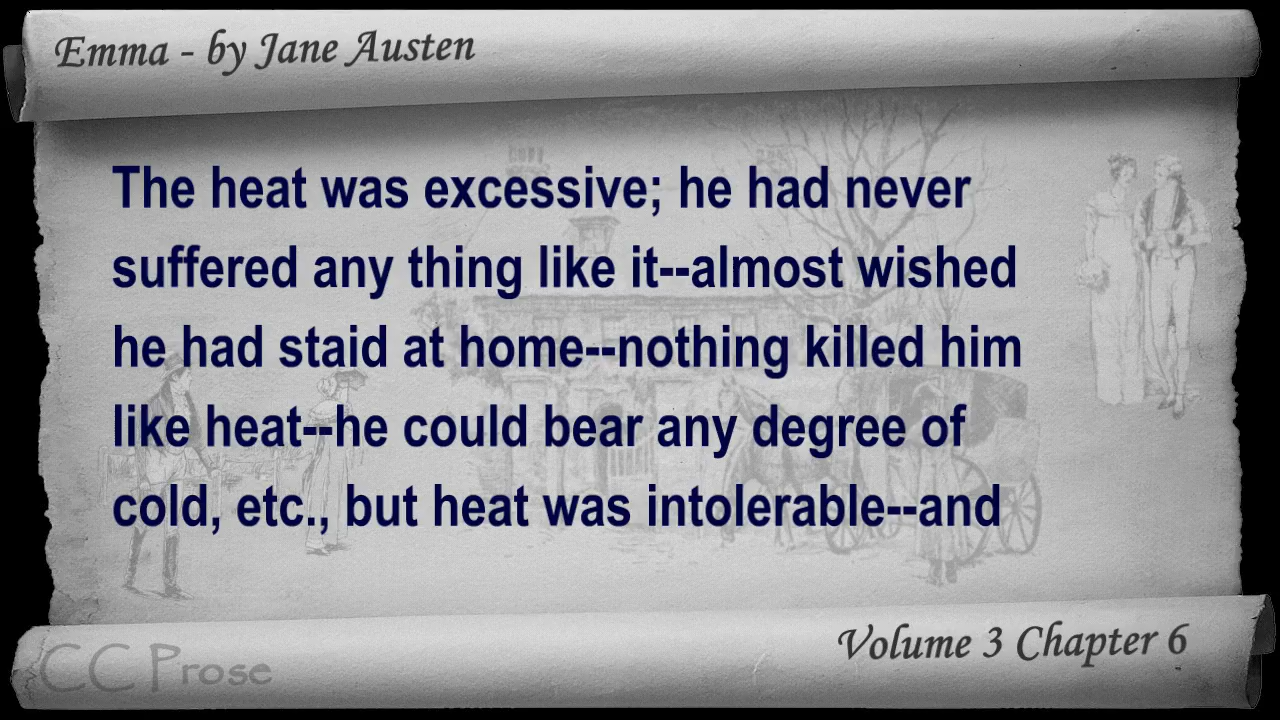 Emma - by Jane Austen
The heat was excessive; he had never
suffered any thing like it--almost wished
he had staid at home--nothing killed him
like heat--he could bear any degree of
cold, etc., but heat was intolerable--and
Volume 3 Chapter 6
CC Prose